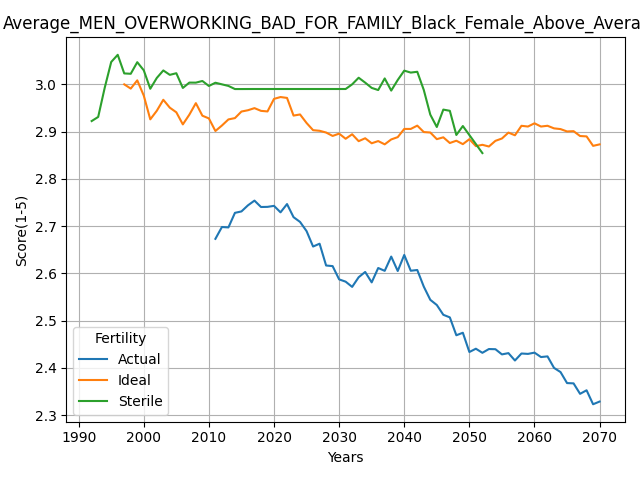 Average_MEN_OVERWORKING_BAD_FOR_FAMILY_Black_Female_Above_Avera
Score(1-5)
3.0
2.9
2.8
2.7
2.6
2.5
2.4
2.3
Fertility
Actual
Ideal
Sterile
1990 2000 2010 2020 2030 2040 2050 2060 2070
Years